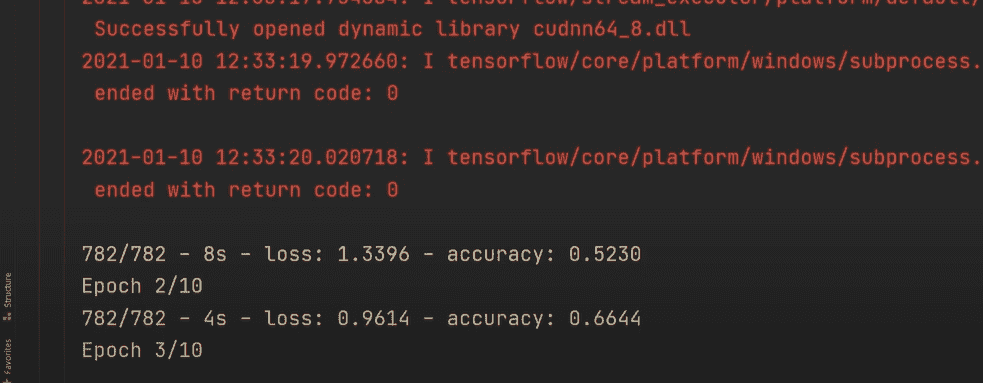 Successfully opened dynamic library cudnn64_8.dll
2021-01-10 12:33:19.972660: I tensorflow/core/platform/windows/subprocess.
ended with return code: 0
2021-01-10 12:33:20.020718: I tensorflow/core/platform/windows/subprocess.
ended with return code: 0
782/782 - 8s - loss: 1.3396 - accuracy: 0.5230
Epoch 2/10
782/782 - 4s - loss: 0.9614 - accuracy: 0.6644
Epoch 3/10
Structure
Favorites